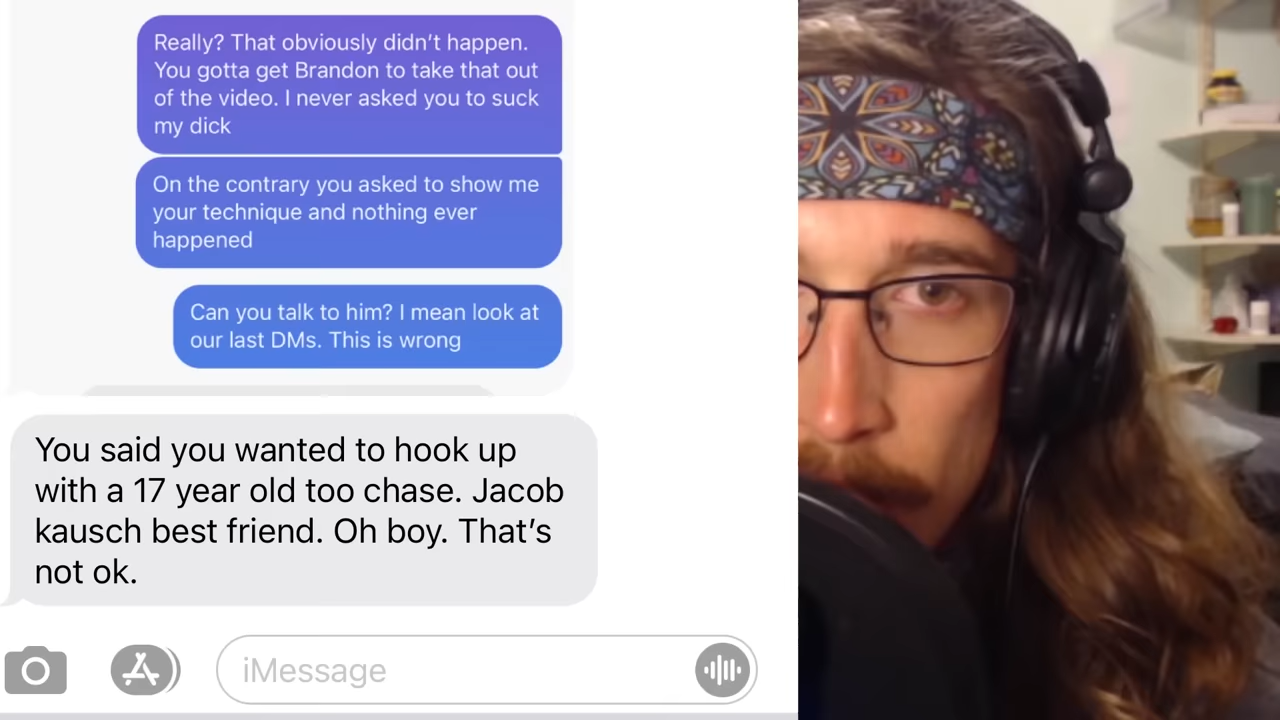 Really? That obviously didn’t happen.
You gotta get Brandon to take that out
of the video. I never asked you to suck
my dick
On the contrary you asked to show me
your technique and nothing ever
happened
Can you talk to him? I mean look at
our last DMs. This is wrong
You said you wanted to hook up
with a 17 year old too chase. Jacob
kausch best friend. Oh boy. That’s
not ok.
iMessage